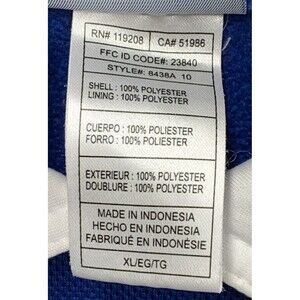 RN# 119208 CA# 51986
FFC ID CODE#: 23840
STYLE#: 8438A 10
SHELL : 100% POLYESTER
LINING : 100% POLYESTER
CUERPO : 100% POLIESTER
FORRO : 100% POLIESTER
EXTERIEUR : 100% POLYESTER
DOUBLURE : 100% POLYESTER
MADE IN INDONESIA
HECHO EN INDONESIA
FABRIQUÉ EN INDONÉSIE
XL/EG/TG